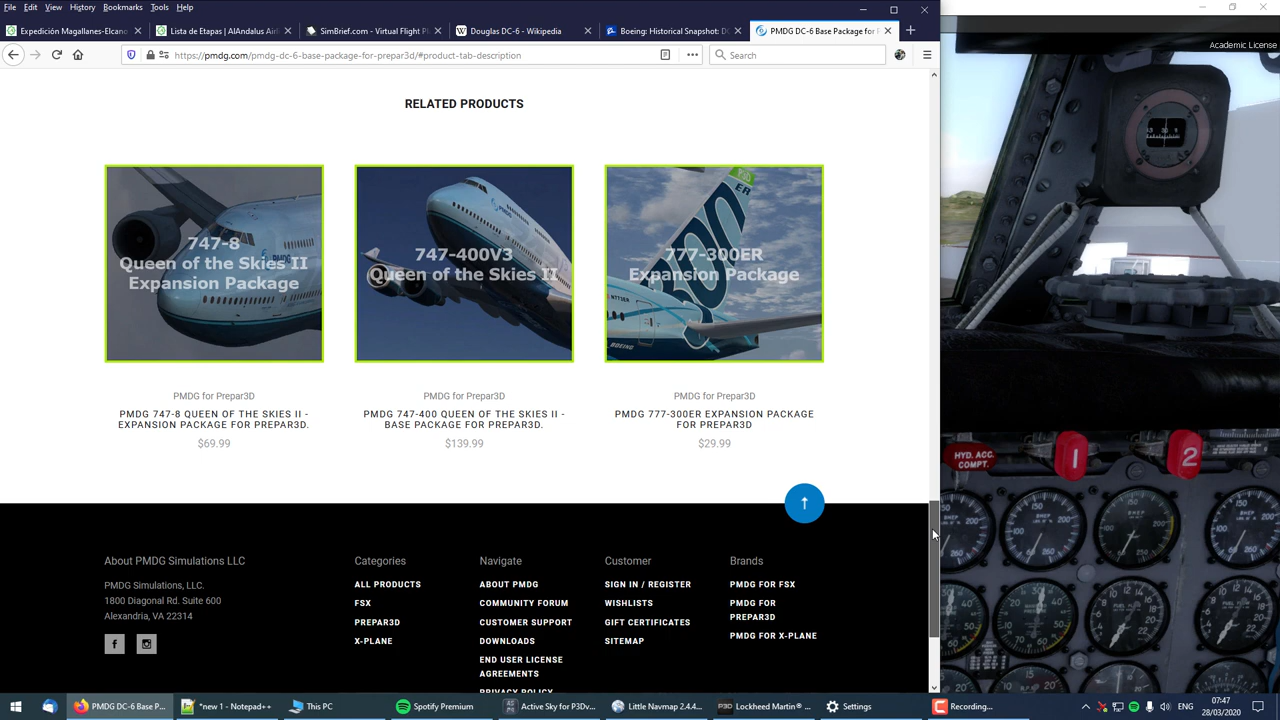 File Edit View History Bookmarks Tools Help
Expedición Magallanes-Elcano
Lista de Etapas | AlAndalus Airl
SimBrief.com - Virtual Flight Pl
Douglas DC-6 - Wikipedia
Boeing: Historical Snapshot: DC
PMDG DC-6 Base Package for P
https://pmdg.com/pmdg-dc-6-base-package-for-prepar3d/#product-tab-description
Search
Academic License
RELATED PRODUCTS
747-8
Queen of the Skies II
Expansion Package
747-400V3
Queen of the Skies II
777-300ER
Expansion Package
PMDG for Prepar3D
PMDG 747-8 QUEEN OF THE SKIES II -
EXPANSION PACKAGE FOR PREPAR3D.
$69.99
PMDG for Prepar3D
PMDG 747-400 QUEEN OF THE SKIES II -
BASE PACKAGE FOR PREPAR3D.
$139.99
PMDG for Prepar3D
PMDG 777-300ER EXPANSION PACKAGE
FOR PREPAR3D
$29.99
HYD. ACC.
COMPT.
1
2
About PMDG Simulations LLC
PMDG Simulations, LLC.
1800 Diagonal Rd. Suite 600
Alexandria, VA 22314
Categories
ALL PRODUCTS
FSX
PREPAR3D
X-PLANE
Navigate
ABOUT PMDG
COMMUNITY FORUM
CUSTOMER SUPPORT
DOWNLOADS
END USER LICENSE
AGREEMENTS
PRIVACY POLICY
Customer
SIGN IN / REGISTER
WISHLISTS
GIFT CERTIFICATES
SITEMAP
Brands
PMDG FOR FSX
PMDG FOR
PREPAR3D
PMDG FOR X-PLANE
PMDG DC-6 Base P...
*new 1 - Notepad++
This PC
Spotify Premium
Active Sky for P3Dv...
Little Navmap 2.4.4...
Lockheed Martin® ...
Settings
Recording...
ENG
07:47
28/03/2020